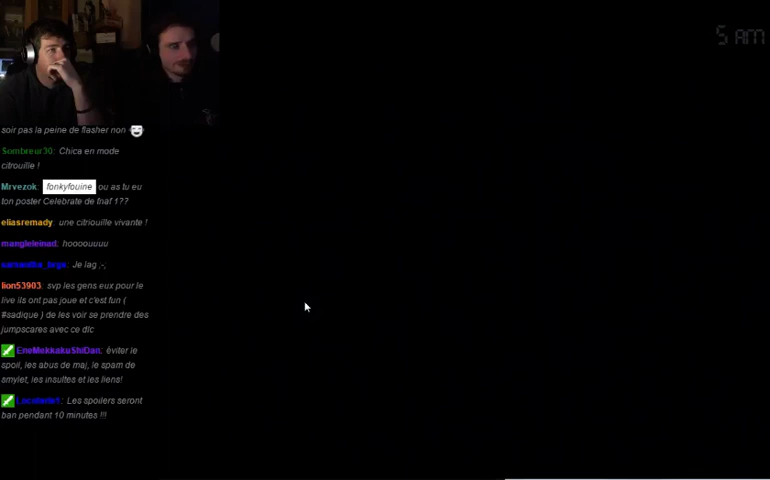 5 AM
soir pas la peine de flasher non
Sombreur30: Chica en mode
citrouille !
Mrvezok: fonkyfouine ou as tu eu
ton poster Celebrate de fnaf 1??
eliasremady: une citriouille vivante !
mangleleinad: hoooouuuu
Je lag ;-;
lion53903: svp les gens eux pour le
live ils ont pas joue et c'est fun (
#sadique ) de les voir se prendre des
jumpscares avec ce dlc
EneMekkakuShiDan: éviter le
spoil, les abus de maj, le spam de
smylet, les insultes et les liens!
Les spoilers seront
ban pendant 10 minutes !!!